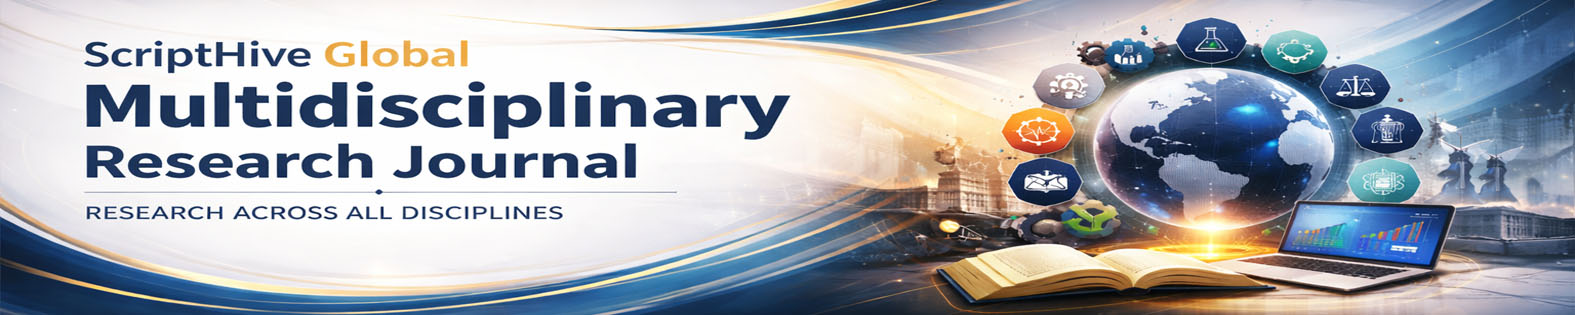 ScriptHive Global
Multidisciplinary
Research Journal
RESEARCH ACROSS ALL DISCIPLINES